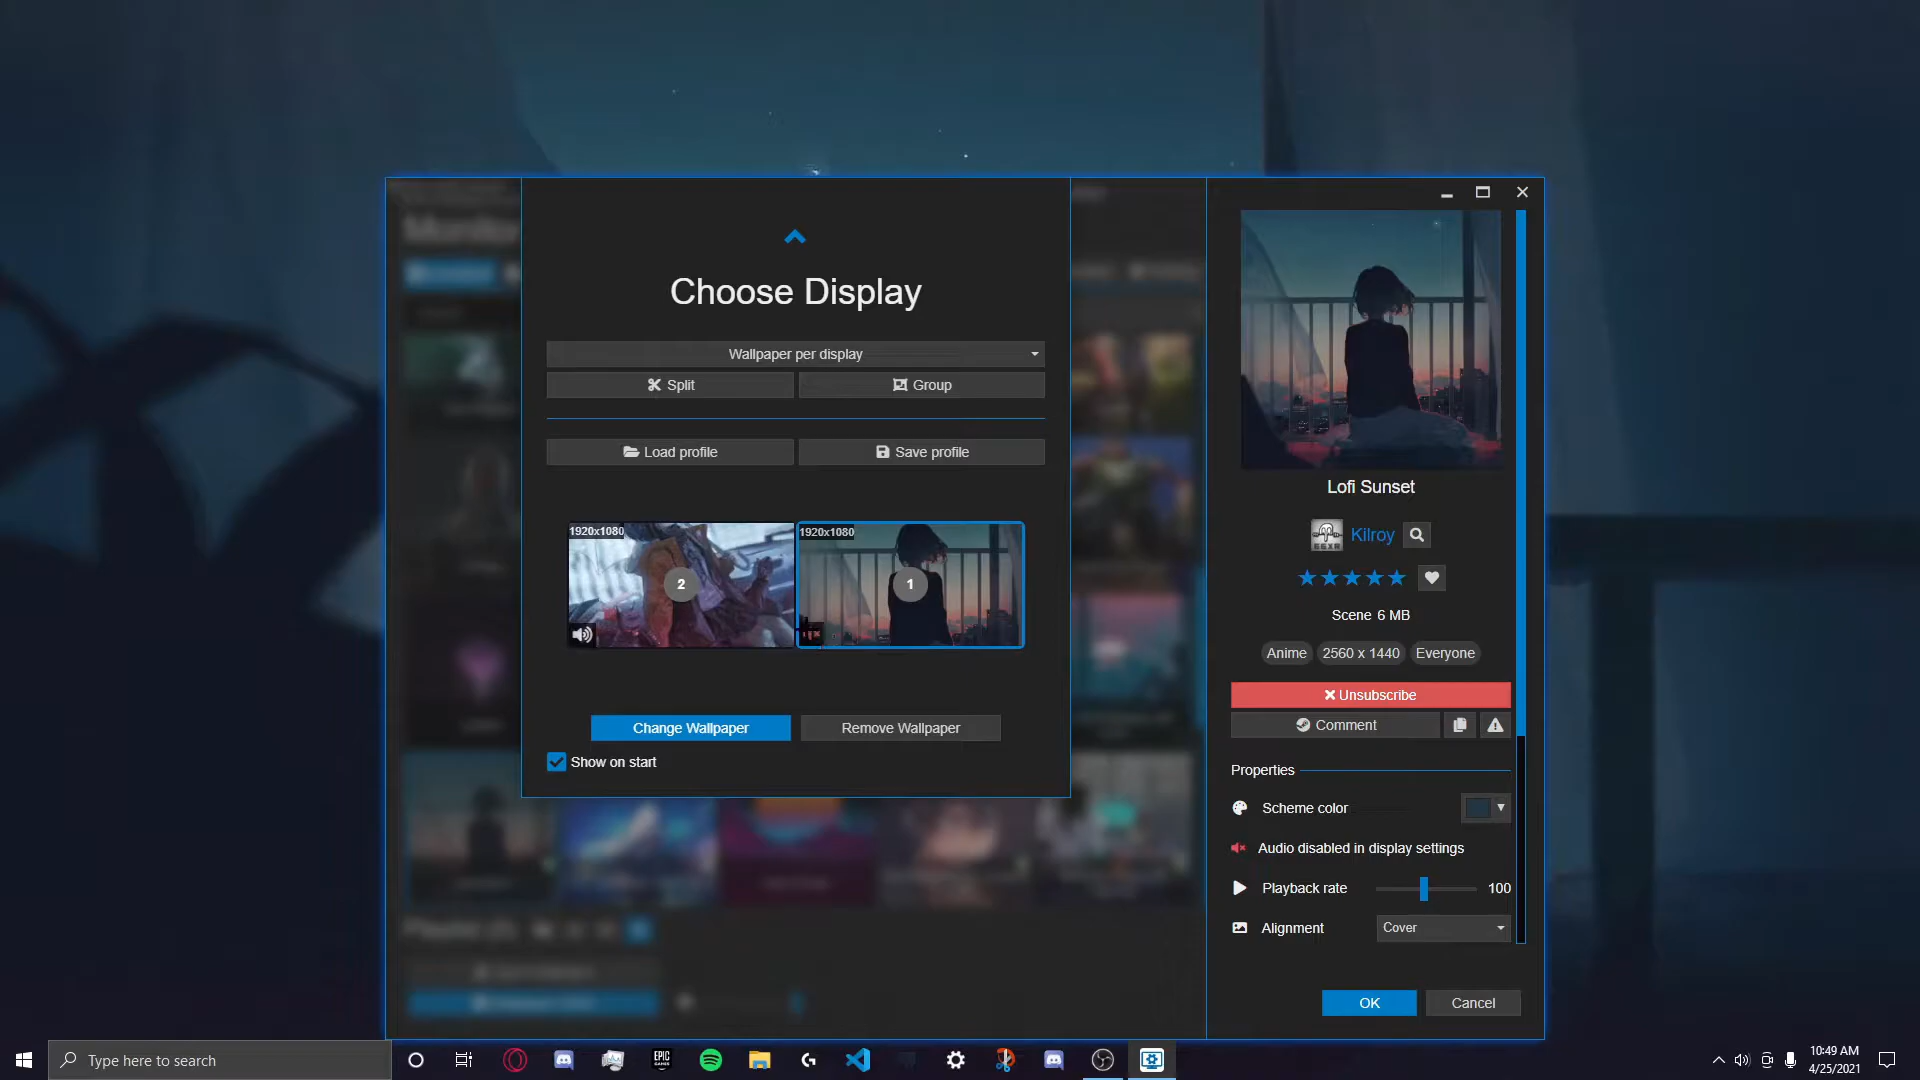 Choose Display
Wallpaper per display
Split
Group
Load profile
Save profile
1920x1080
2
1920x1080
1
Change Wallpaper
Remove Wallpaper
Show on start
Lofi Sunset
Kilroy
Scene 6 MB
Anime
2560 x 1440
Everyone
Unsubscribe
Comment
Properties
Scheme color
Audio disabled in display settings
Playback rate
100
Alignment
Cover
OK
Cancel
Type here to search
EPIC
GAMES
10:49 AM
4/25/2021